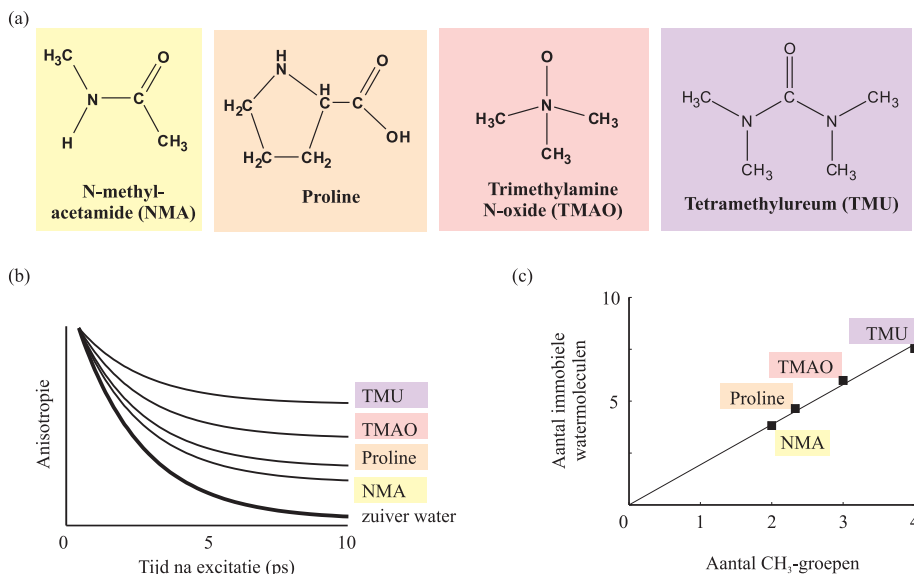 (a)
H₃C
O
N
C
H
CH₃
N-methyl-
acetamide (NMA)
H
N
H
O
H₂C
C
C
OH
H₂C
CH₂
Proline
O
N
H₃C
CH₃
CH₃
Trimethylamine
N-oxide (TMAO)
O
H₃C
C
CH₃
N
N
CH₃
CH₃
Tetramethylureum (TMU)
(b)
Anisotropie
TMU
TMAO
Proline
NMA
zuiver water
0
5
10
Tijd na excitatie (ps)
(c)
Aantal immobiele
watermoleculen
10
5
TMU
TMAO
Proline
NMA
0
1
2
3
4
Aantal CH₃-groepen